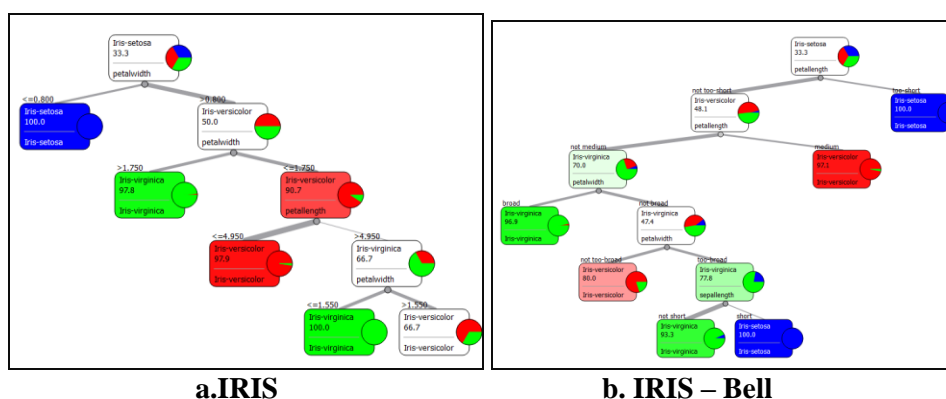 Iris-setosa
33.3
petalwidth
<=0.800
>0.800
Iris-setosa
100.0
Iris-setosa
Iris-versicolor
50.0
petalwidth
>1.750
<=1.750
Iris-virginica
97.8
Iris-virginica
Iris-versicolor
90.7
petallength
<=4.950
>4.950
Iris-versicolor
97.9
Iris-versicolor
Iris-virginica
66.7
petalwidth
<=1.550
>1.550
Iris-virginica
100.0
Iris-virginica
Iris-versicolor
66.7
Iris-versicolor
a.IRIS
Iris-setosa
33.3
petallength
not too-short
too-short
Iris-versicolor
48.1
petallength
Iris-setosa
100.0
Iris-setosa
not medium
medium
Iris-virginica
70.0
petalwidth
Iris-versicolor
97.1
Iris-versicolor
broad
not broad
Iris-virginica
96.9
Iris-virginica
Iris-versicolor
47.4
petalwidth
not too-broad
too-broad
Iris-versicolor
80.0
Iris-versicolor
Iris-virginica
77.8
sepallength
not short
short
Iris-virginica
93.3
Iris-virginica
Iris-setosa
100.0
Iris-setosa
b. IRIS – Bell